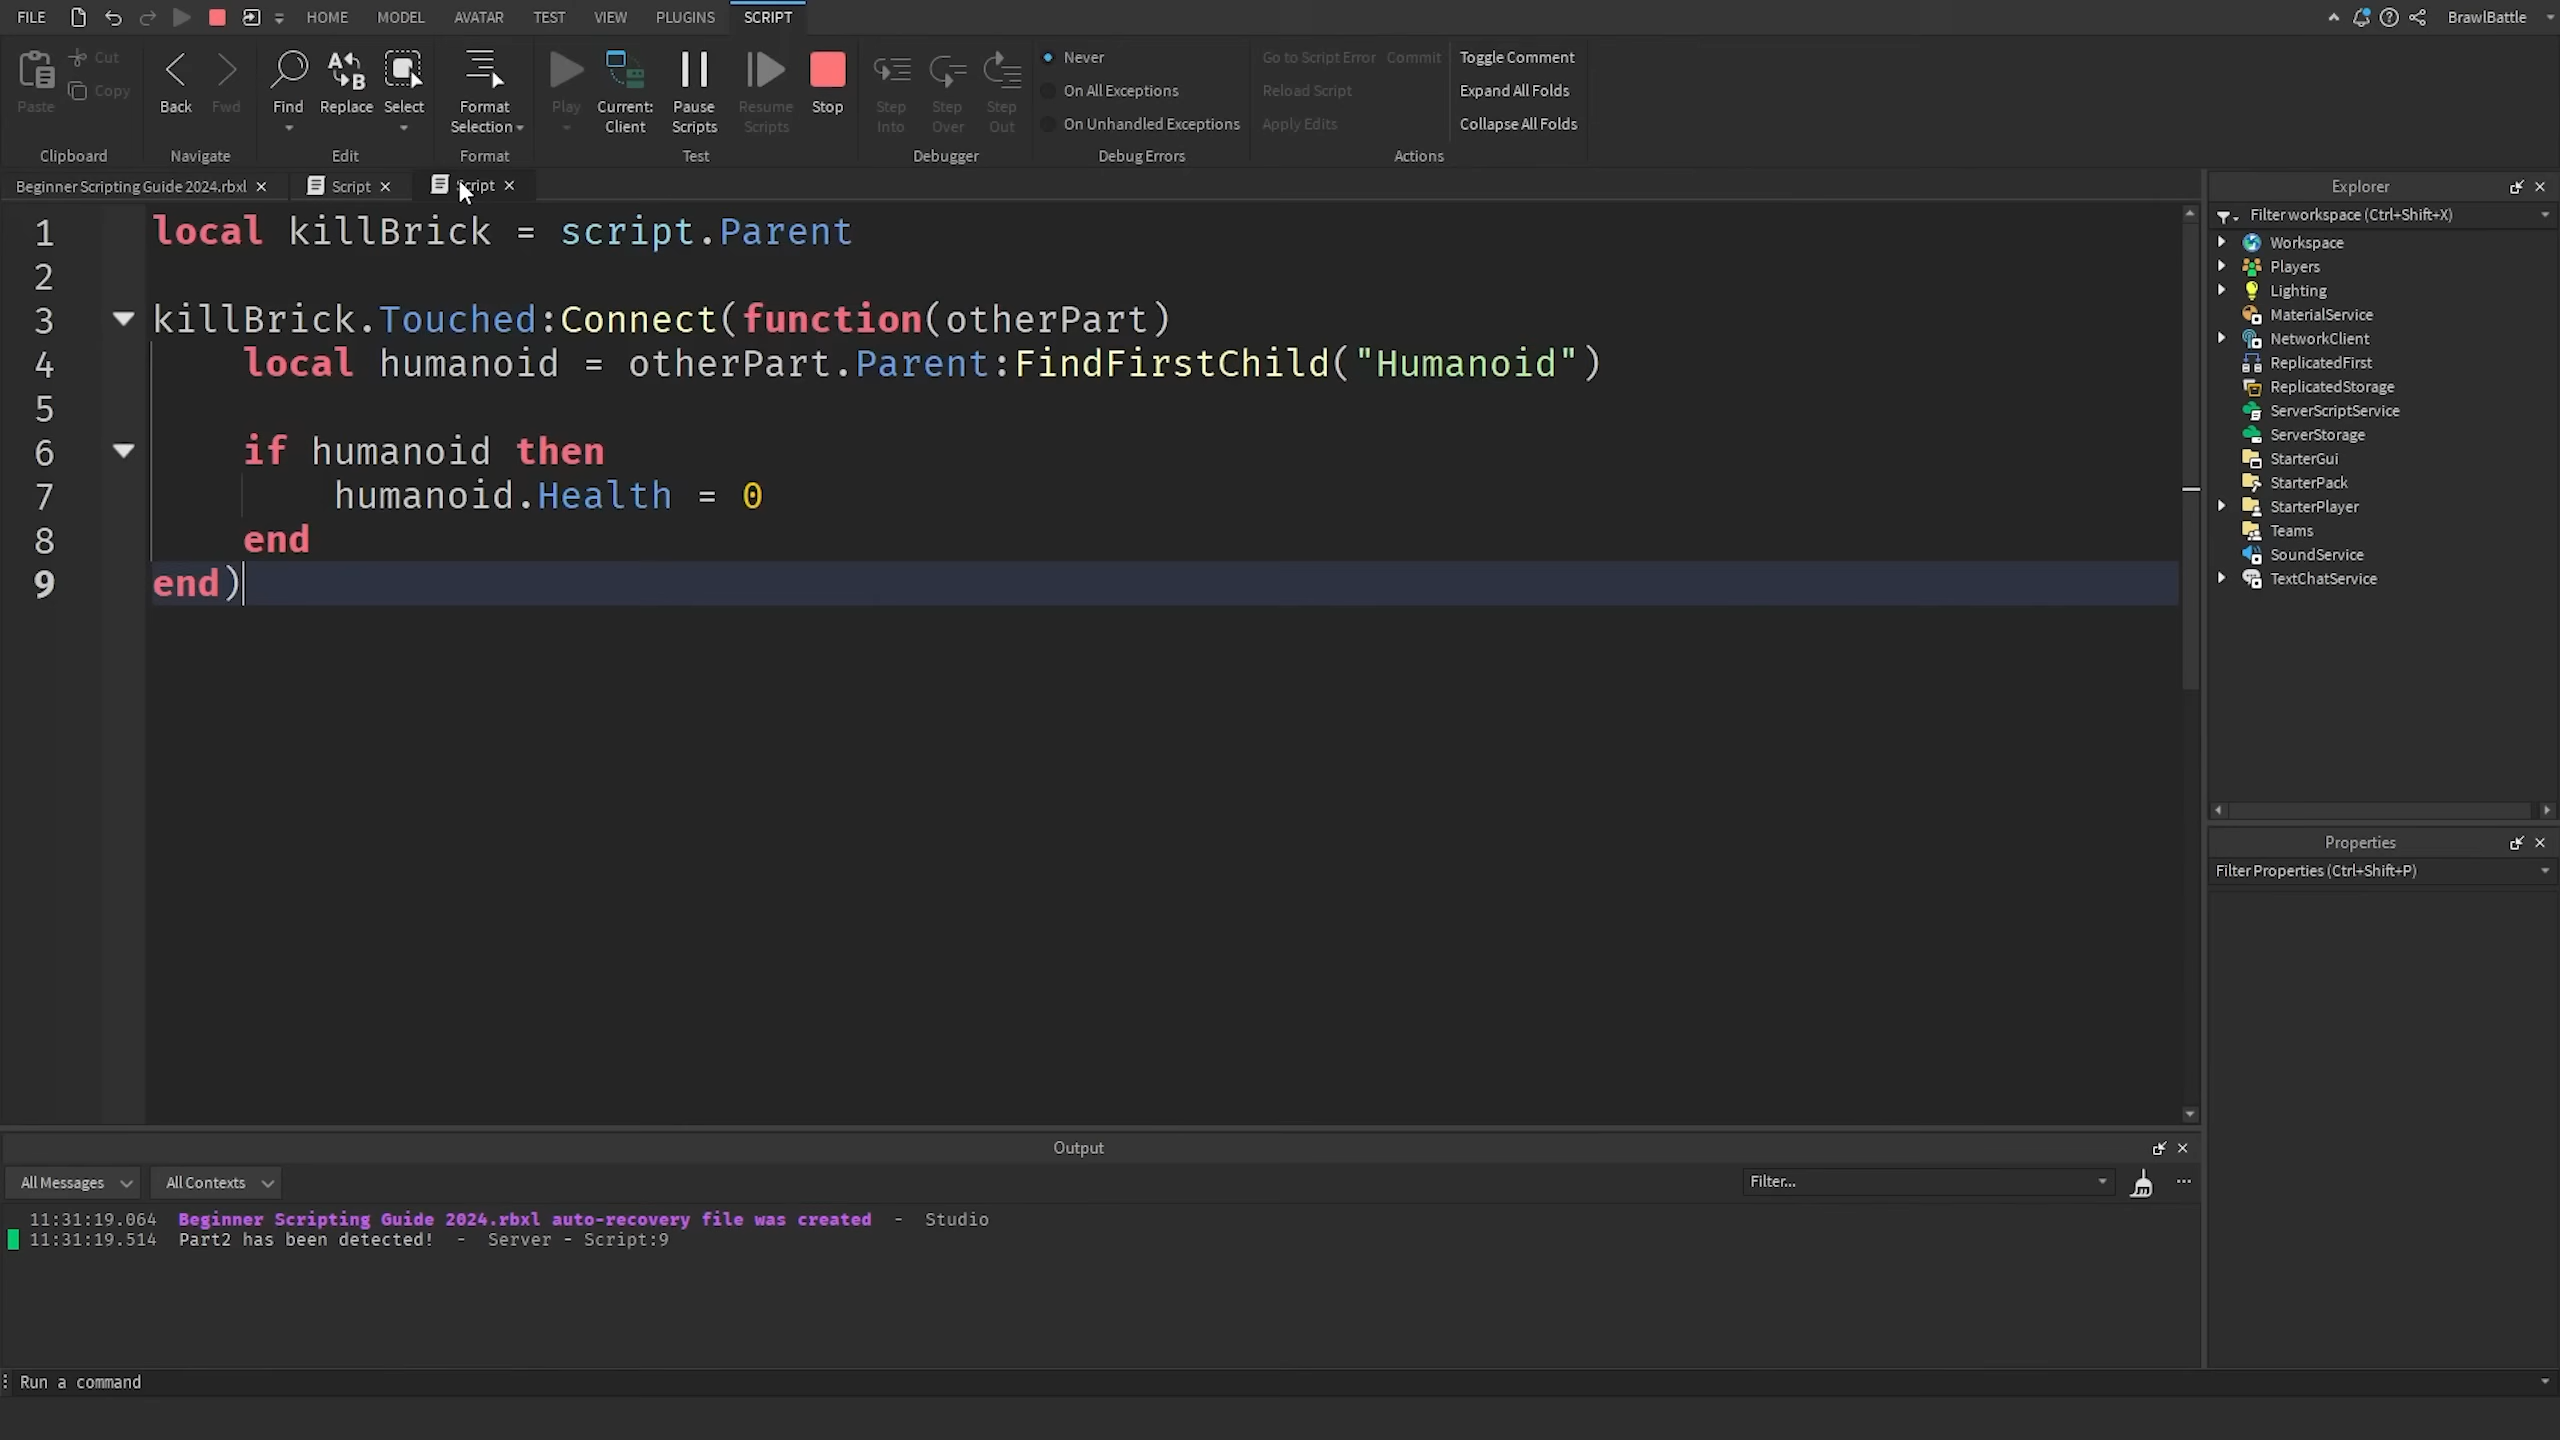 FILE HOME MODEL AVATAR TEST VIEW PLUGINS SCRIPT BrawlBattle
Paste Cut Copy
Clipboard
Back Fwd
Navigate
Find Replace Select
Edit
Format Selection
Format
Play Current: Client Pause Scripts Resume Scripts Stop
Test
Step Into Step Over Step Out
Debugger
Never
On All Exceptions
On Unhandled Exceptions
Debug Errors
Go to Script Error Commit
Reload Script
Apply Edits
Toggle Comment
Expand All Folds
Collapse All Folds
Actions
Beginner Scripting Guide 2024.rbxl Script Script
1 local killBrick = script.Parent
2
3 killBrick.Touched:Connect(function(otherPart)
4 local humanoid = otherPart.Parent:FindFirstChild("Humanoid")
5
6 if humanoid then
7 humanoid.Health = 0
8 end
9 end)
Explorer
Filter workspace (Ctrl+Shift+X)
Workspace
Players
Lighting
MaterialService
NetworkClient
ReplicatedFirst
ReplicatedStorage
ServerScriptService
ServerStorage
StarterGui
StarterPack
StarterPlayer
Teams
SoundService
TextChatService
Properties
Filter Properties (Ctrl+Shift+P)
Output
All Messages All Contexts Filter...
11:31:19.064 Beginner Scripting Guide 2024.rbxl auto-recovery file was created - Studio
11:31:19.514 Part2 has been detected! - Server - Script:9
Run a command